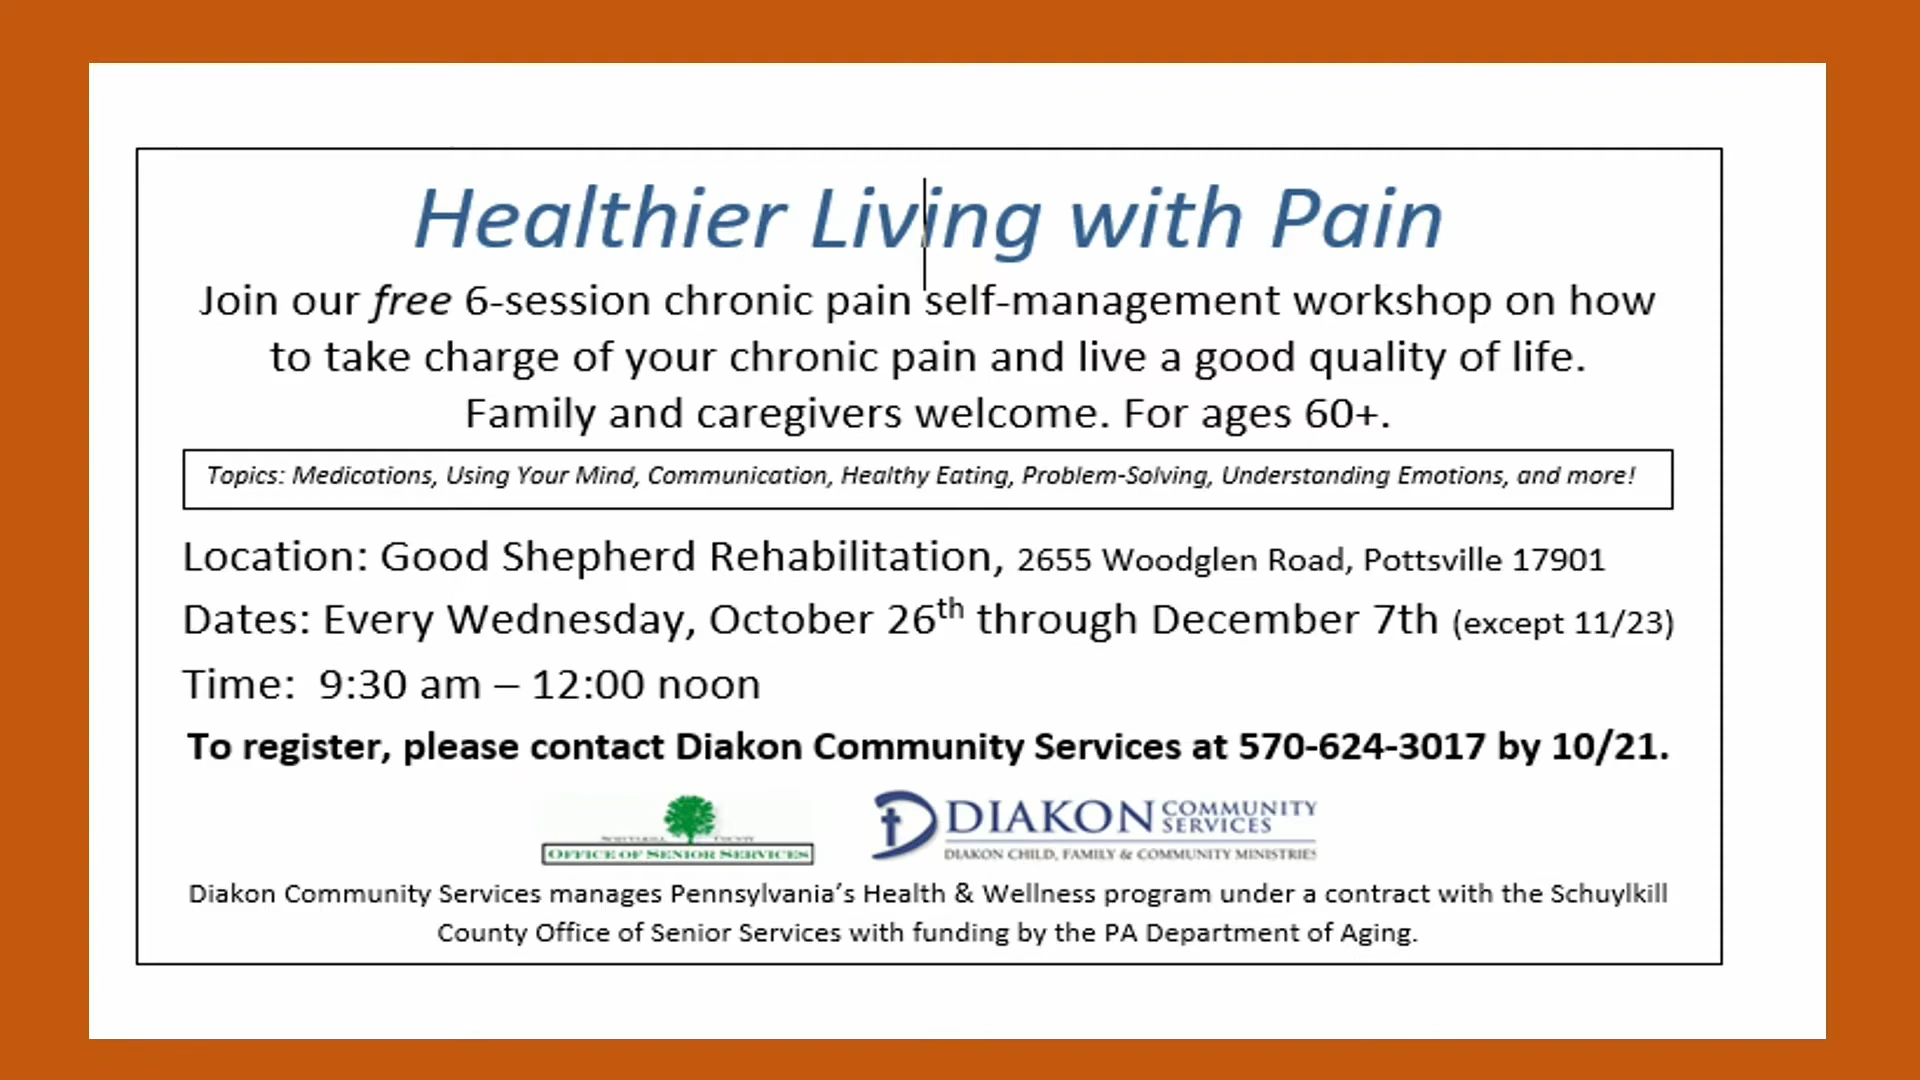 Healthier Living with Pain
Join our free 6-session chronic pain self-management workshop on how
to take charge of your chronic pain and live a good quality of life.
Family and caregivers welcome. For ages 60+.
Topics: Medications, Using Your Mind, Communication, Healthy Eating, Problem-Solving, Understanding Emotions, and more!
Location: Good Shepherd Rehabilitation, 2655 Woodglen Road, Pottsville 17901
Dates: Every Wednesday, October 26th through December 7th (except 11/23)
Time: 9:30 am – 12:00 noon
To register, please contact Diakon Community Services at 570-624-3017 by 10/21.
SCHUYLKILL COUNTY
OFFICE OF SENIOR SERVICES
DIAKON COMMUNITY SERVICES
DIAKON CHILD, FAMILY & COMMUNITY MINISTRIES
Diakon Community Services manages Pennsylvania’s Health & Wellness program under a contract with the Schuylkill
County Office of Senior Services with funding by the PA Department of Aging.